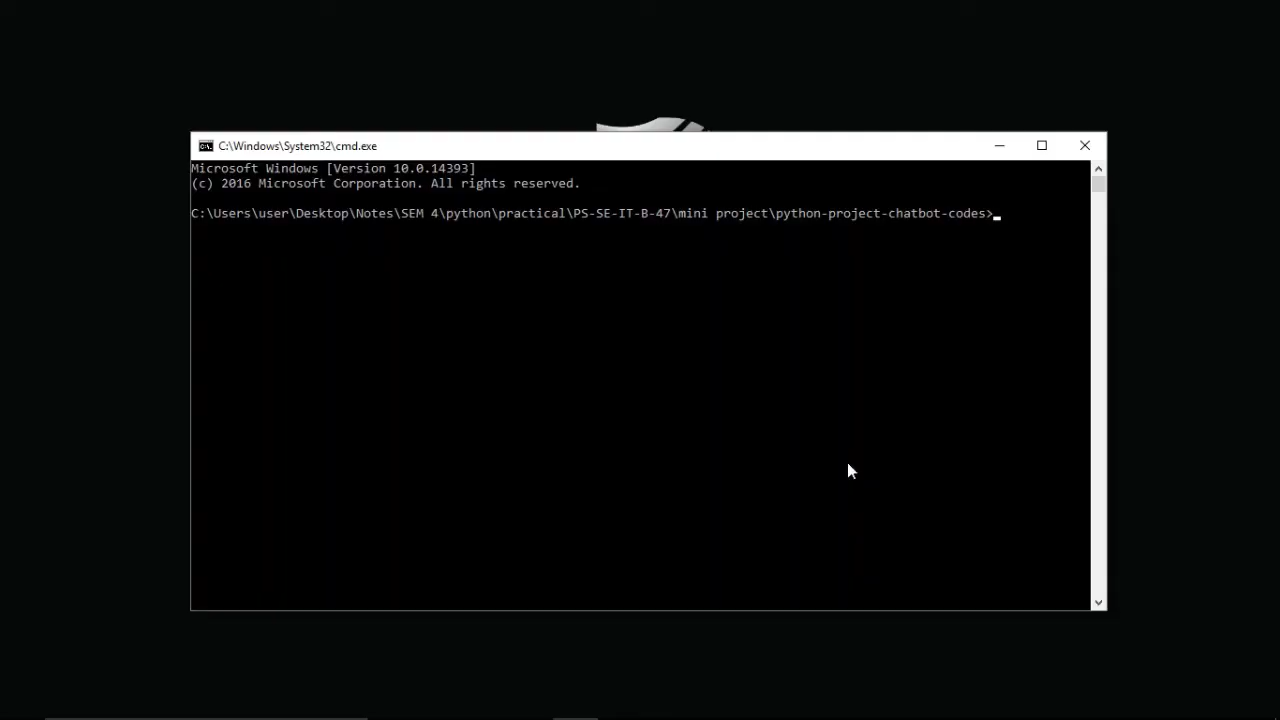 C:\Windows\System32\cmd.exe
Microsoft Windows [Version 10.0.14393]
(c) 2016 Microsoft Corporation. All rights reserved.
C:\Users\user\Desktop\Notes\SEM 4\python\practical\PS-SE-IT-B-47\mini project\python-project-chatbot-codes>